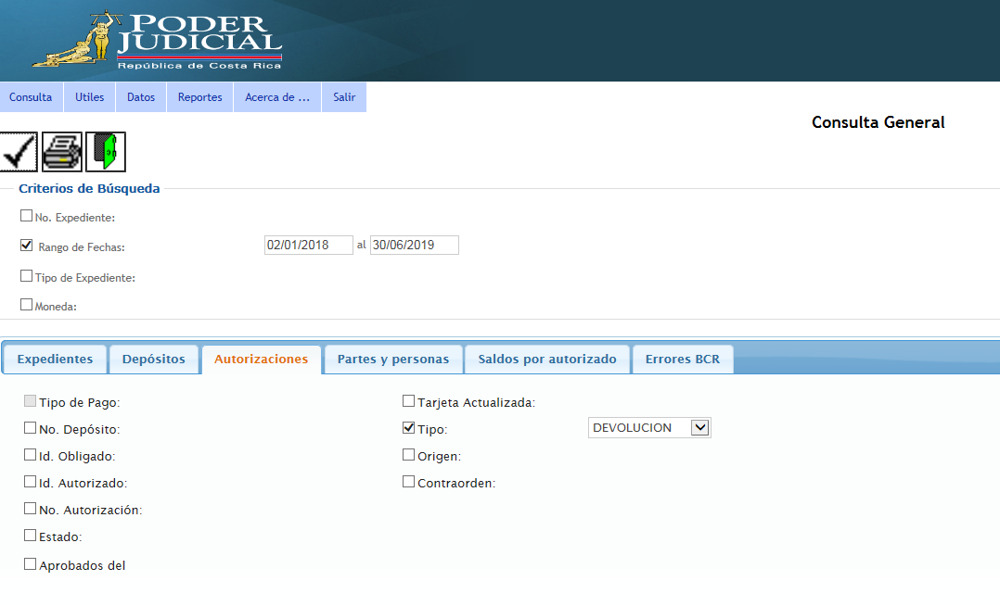 PODER
JUDICIAL
República de Costa Rica
Consulta Utiles Datos Reportes Acerca de ... Salir
Consulta General
Criterios de Búsqueda
No. Expediente:
Rango de Fechas: 02/01/2018 al 30/06/2019
Tipo de Expediente:
Moneda:
Expedientes Depósitos Autorizaciones Partes y personas Saldos por autorizado Errores BCR
Tipo de Pago: Tarjeta Actualizada:
No. Depósito: Tipo: DEVOLUCION
Id. Obligado: Origen:
Id. Autorizado: Contraorden:
No. Autorización:
Estado:
Aprobados del